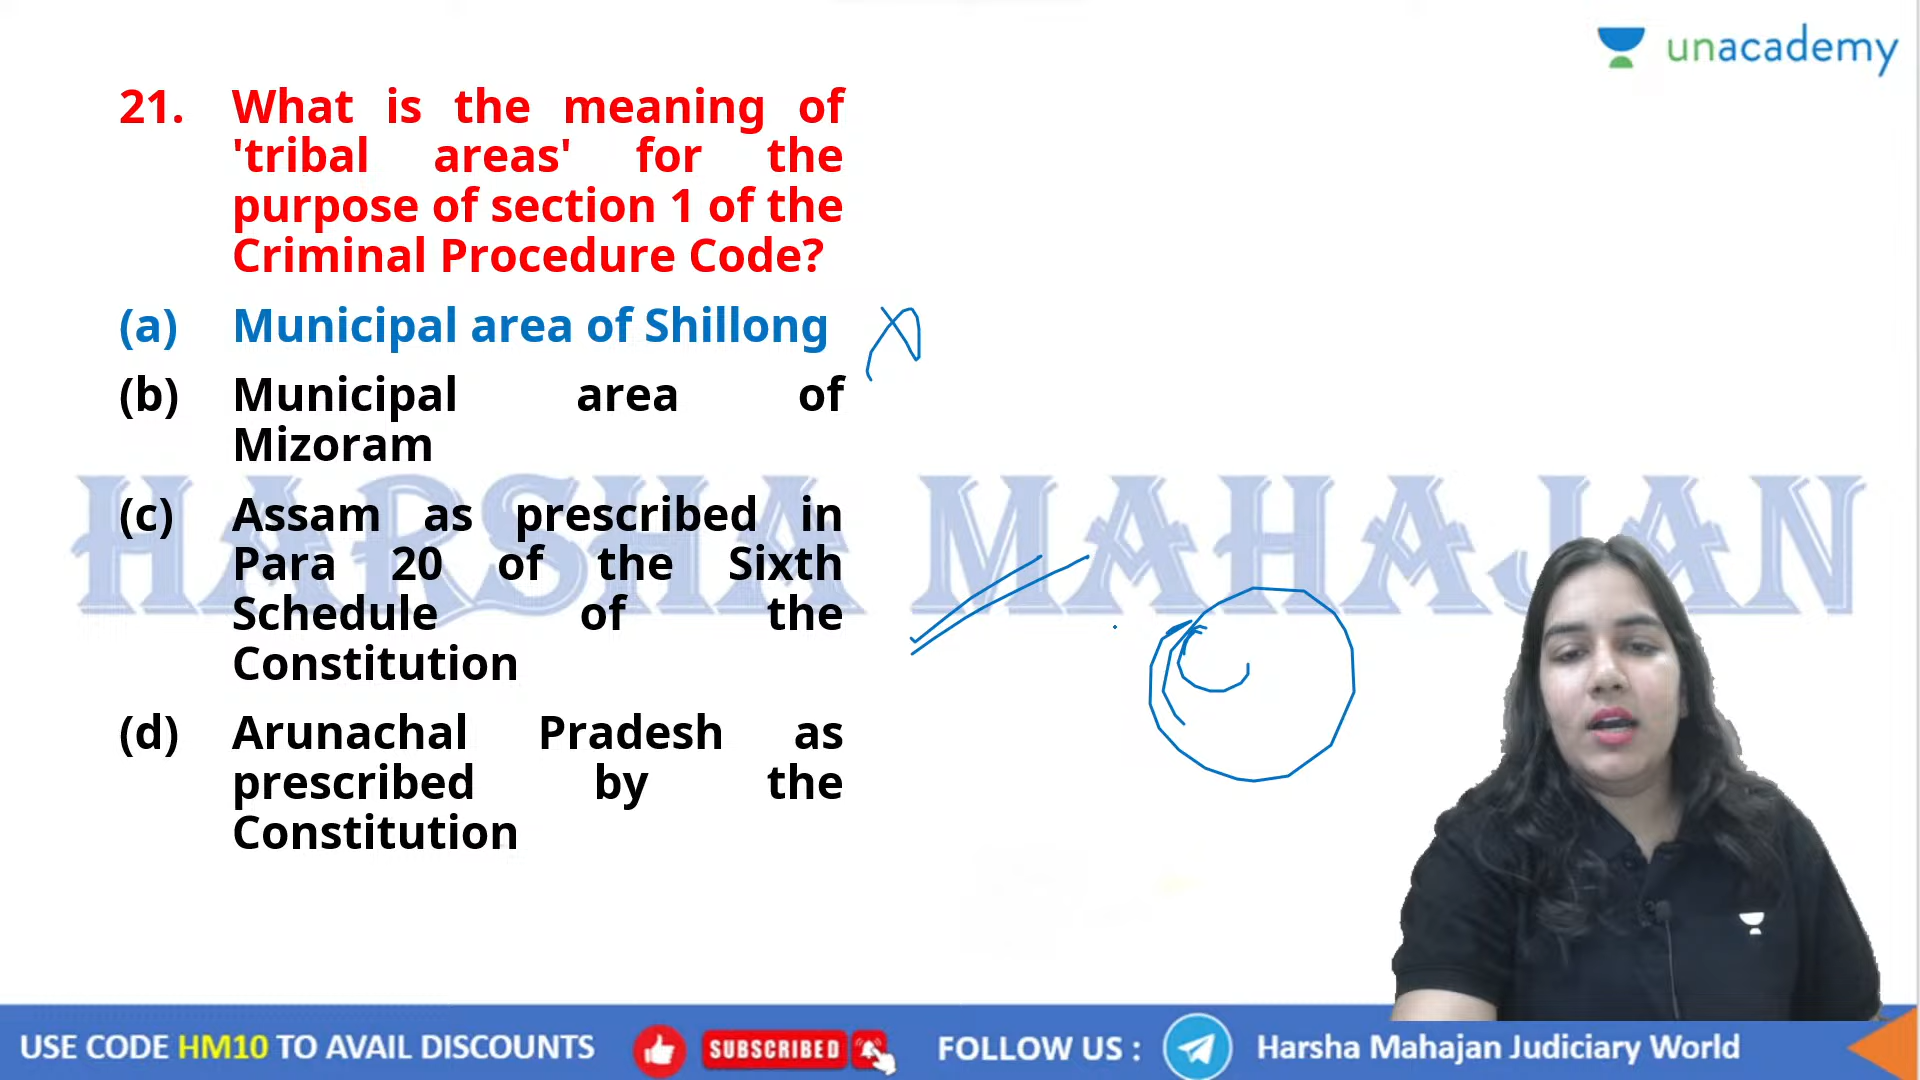 unacademy
21. What is the meaning of
'tribal areas' for the
purpose of section 1 of the
Criminal Procedure Code?
(a) Municipal area of Shillong
(b) Municipal area of
Mizoram
HARSHA MAHAJAN
(c) Assam as prescribed in
Para 20 of the Sixth
Schedule of the
Constitution
(d) Arunachal Pradesh as
prescribed by the
Constitution
USE CODE HM10 TO AVAIL DISCOUNTS SUBSCRIBED FOLLOW US : Harsha Mahajan Judiciary World